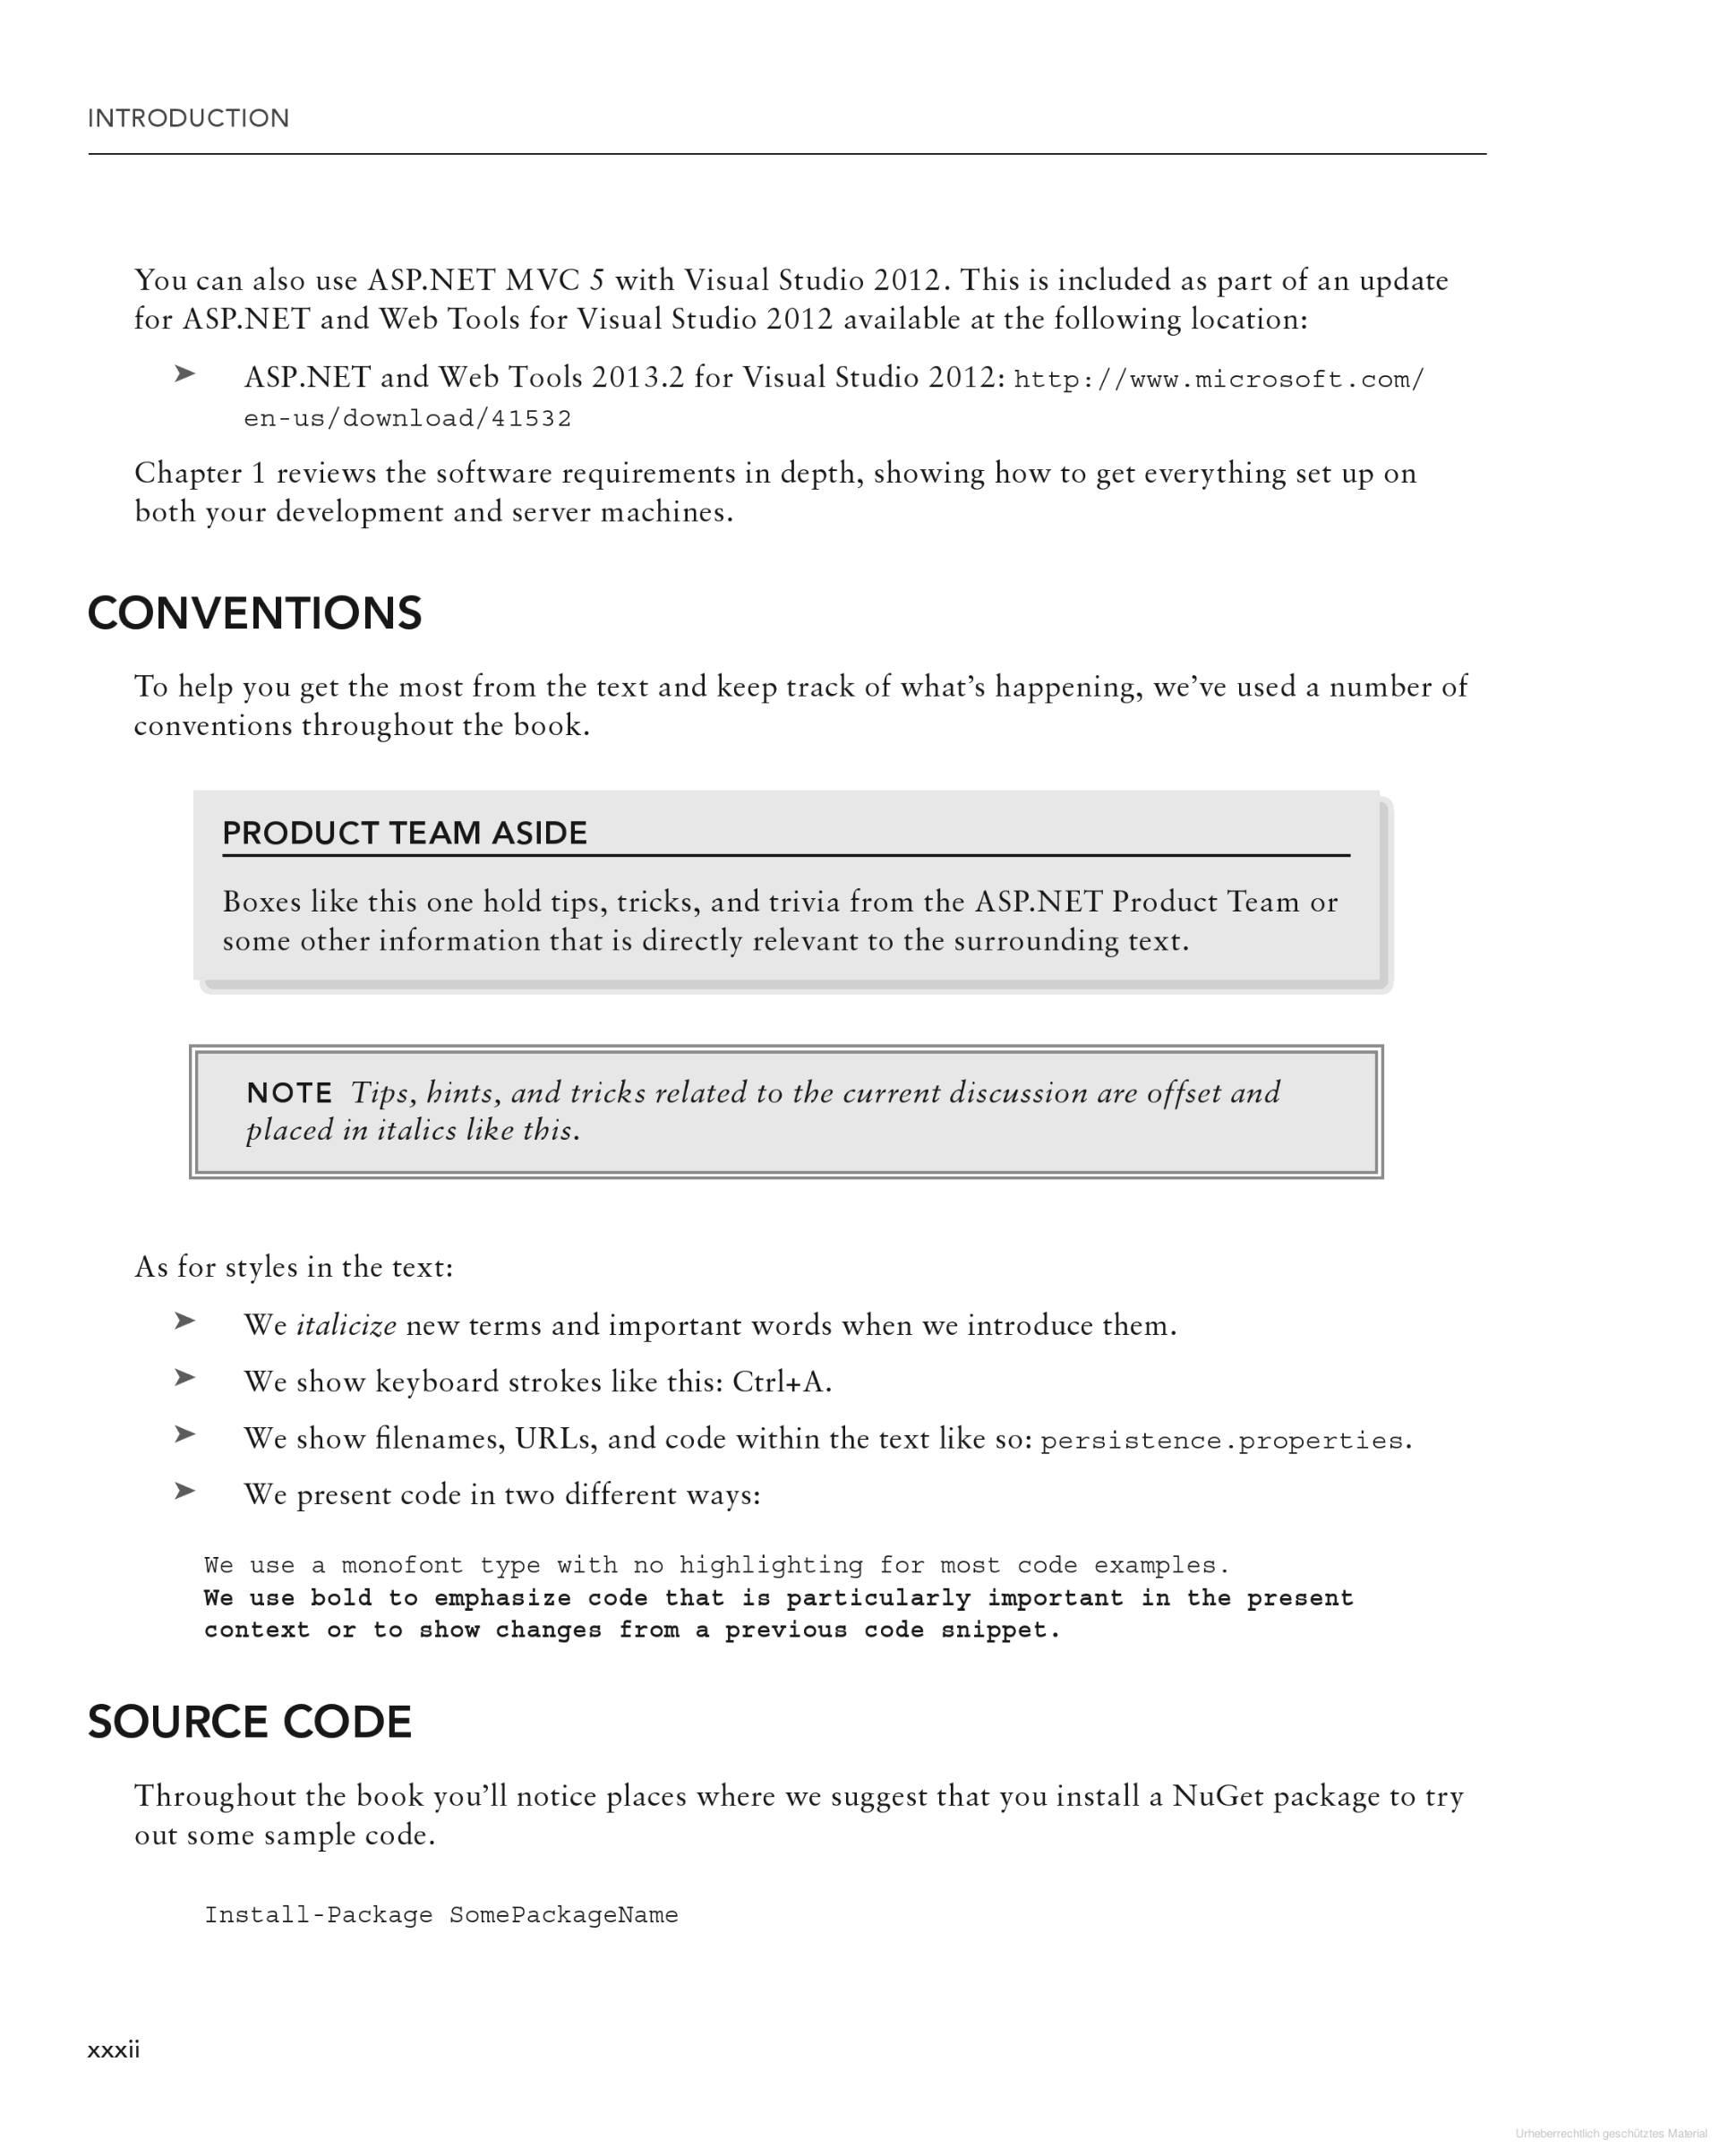 INTRODUCTION
You can also use ASP.NET MVC 5 with Visual Studio 2012. This is included as part of an update
for ASP.NET and Web Tools for Visual Studio 2012 available at the following location:
➤ ASP.NET and Web Tools 2013.2 for Visual Studio 2012: http://www.microsoft.com/
en-us/download/41532
Chapter 1 reviews the software requirements in depth, showing how to get everything set up on
both your development and server machines.
CONVENTIONS
To help you get the most from the text and keep track of what’s happening, we’ve used a number of
conventions throughout the book.
PRODUCT TEAM ASIDE
Boxes like this one hold tips, tricks, and trivia from the ASP.NET Product Team or
some other information that is directly relevant to the surrounding text.
NOTE Tips, hints, and tricks related to the current discussion are offset and
placed in italics like this.
As for styles in the text:
➤ We italicize new terms and important words when we introduce them.
➤ We show keyboard strokes like this: Ctrl+A.
➤ We show filenames, URLs, and code within the text like so: persistence.properties.
➤ We present code in two different ways:
We use a monofont type with no highlighting for most code examples.
We use bold to emphasize code that is particularly important in the present
context or to show changes from a previous code snippet.
SOURCE CODE
Throughout the book you’ll notice places where we suggest that you install a NuGet package to try
out some sample code.
Install-Package SomePackageName
xxxii
Urheberrechtlich geschütztes Material